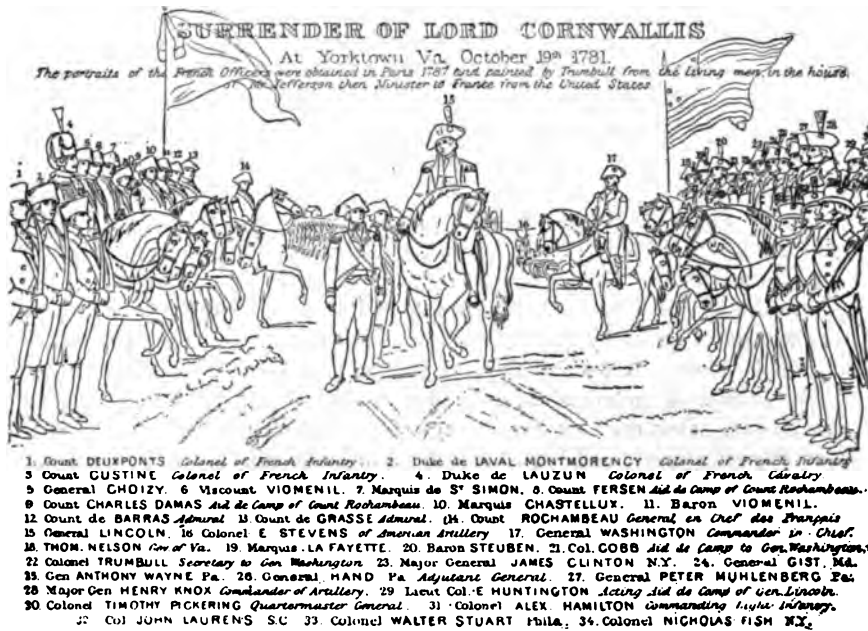 SURRENDER OF LORD CORNWALLIS
At Yorktown Va. October 19th 1781.
The portraits of the French Officers were obtained in Paris 1787 and painted by Trumbull from the living men, in the house
of Mr Jefferson then Minister to France from the United States
1. Count DEUXPONTS Colonel of French Infantry. 2. Duke de LAVAL MONTMORENCY Colonel of French Infantry
3 Count CUSTINE Colonel of French Infantry. 4. Duke de LAUZUN Colonel of French Cavalry
5 General CHOIZY. 6 Viscount VIOMENIL. 7. Marquis de St SIMON. 8. Count FERSEN Aid de Camp of Count Rochambeau.
9 Count CHARLES DAMAS Aid de Camp of Count Rochambeau. 10. Marquis CHASTELLUX. 11. Baron VIOMENIL.
12 Count de BARRAS Admiral 13. Count de GRASSE Admiral. 14. Count ROCHAMBEAU General en Chef des Français
15 General LINCOLN. 16 Colonel E STEVENS of American Artillery 17. General WASHINGTON Commander in Chief.
18. THOM. NELSON Gov of Va. 19. Marquis LA FAYETTE. 20. Baron STEUBEN. 21. Col. COBB Aid de Camp to Gen Washington.
22 Colonel TRUMBULL Secretary to Gen Washington 23. Major General JAMES CLINTON N.Y. 24. General GIST, Md.
25. Gen ANTHONY WAYNE Pa. 26. General HAND Pa Adjutant General. 27. General PETER MUHLENBERG Pa.
28 Major Gen HENRY KNOX Commander of Artillery. 29 Lieut Col. E HUNTINGTON Acting Aid de Camp of Gen. Lincoln.
30 Colonel TIMOTHY PICKERING Quartermaster General. 31 Colonel ALEX. HAMILTON Commanding Light Infantry.
32 Col JOHN LAURENS S.C 33. Colonel WALTER STUART Phila. 34. Colonel NICHOLAS FISH N.Y.